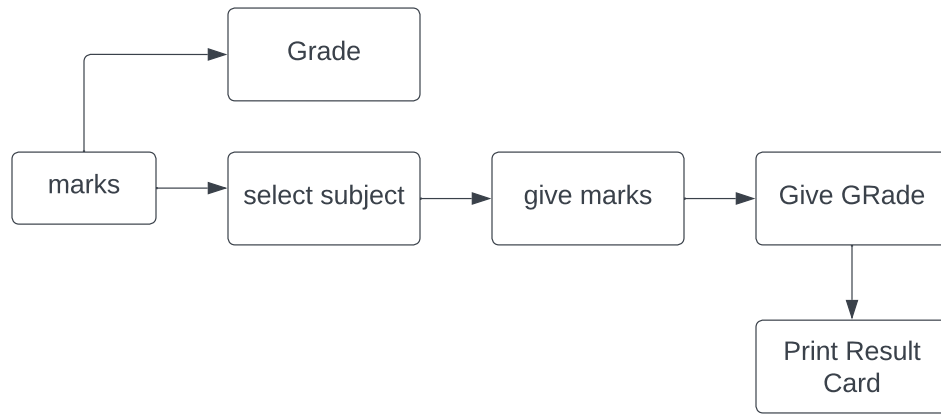 Grade
marks
select subject
give marks
Give GRade
Print Result
Card